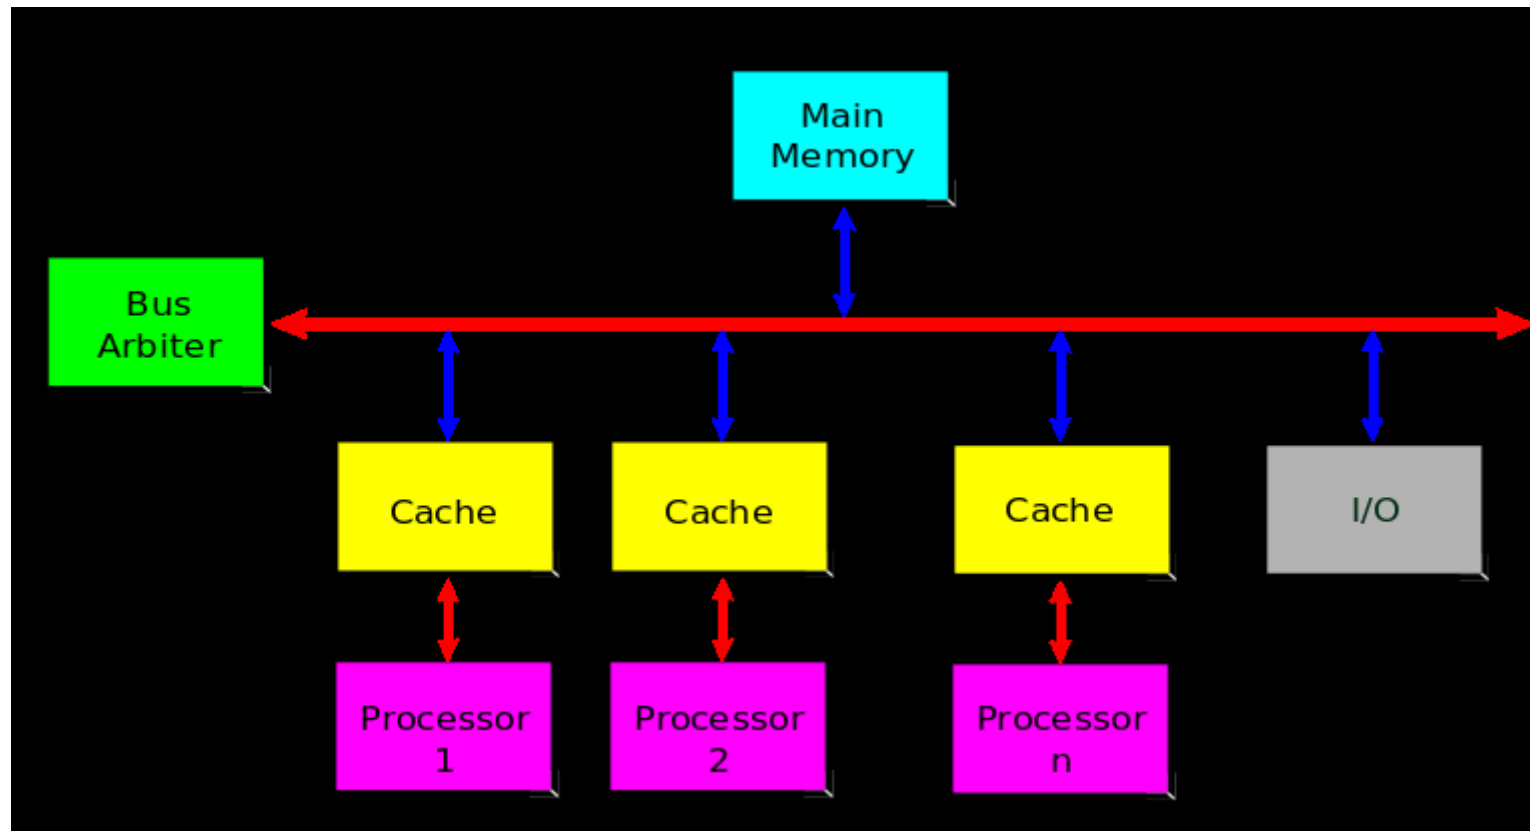 Main
Memory
Bus
Arbiter
Cache
Cache
Cache
I/O
Processor
1
Processor
2
Processor
n